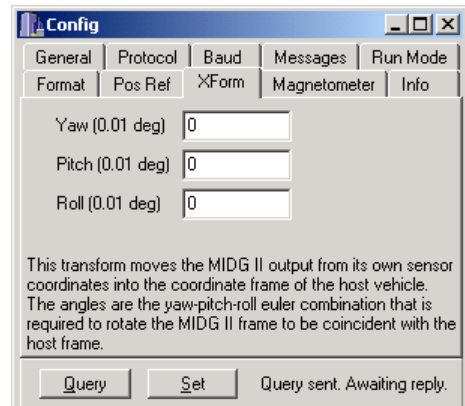 Config
General Protocol Baud Messages Run Mode
Format Pos Ref XForm Magnetometer Info
Yaw (0.01 deg) 0
Pitch (0.01 deg) 0
Roll (0.01 deg) 0
This transform moves the MIDG II output from its own sensor
coordinates into the coordinate frame of the host vehicle.
The angles are the yaw-pitch-roll euler combination that is
required to rotate the MIDG II frame to be coincident with the
host frame.
Query Set Query sent. Awaiting reply.